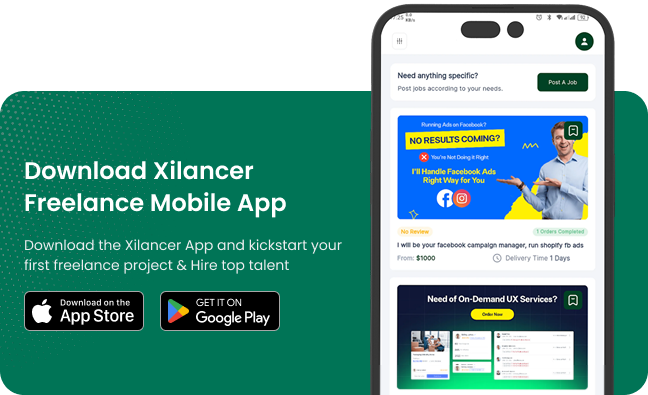 Download Xilancer
Freelance Mobile App
Download the Xilancer App and kickstart your
first freelance project & Hire top talent
Download on the
App Store
GET IT ON
Google Play
7:25
KB/s
Need anything specific?
Post jobs according to your needs.
Post A Job
Running Ads on Facebook?
NO RESULTS COMING?
You're Not Doing it Right
I'll Handle Facebook Ads
Right Way for You
No Review
1 Orders Completed
I will be your facebook campaign manager, run shopify fb ads
From: $1000
Delivery Time 1 Days
Need of On-Demand UX Services?
Order Now